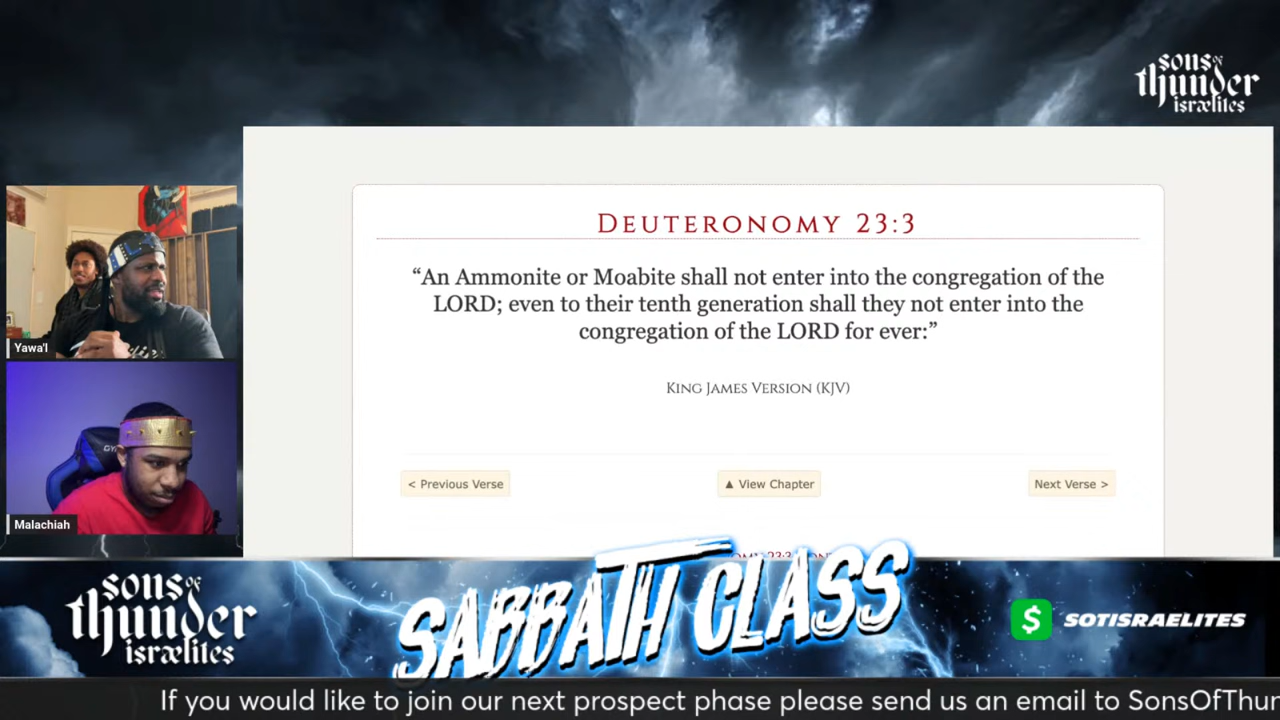 sons of
thunder
israelites
DEUTERONOMY 23:3
“An Ammonite or Moabite shall not enter into the congregation of the
LORD; even to their tenth generation shall they not enter into the
congregation of the LORD for ever:”
KING JAMES VERSION (KJV)
< Previous Verse
▲ View Chapter
Next Verse >
Yawa'l
Malachiah
sons of
thunder
israelites
SABBATH CLASS
$ SOTISRAELITES
If you would like to join our next prospect phase please send us an email to SonsOfThun